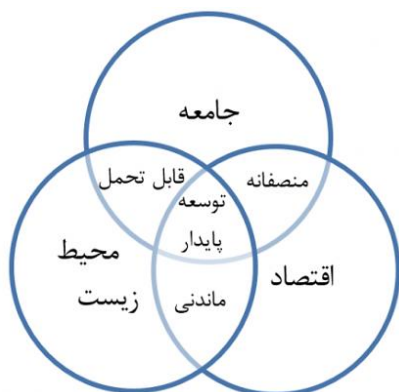 جامعه
منصفانه
قابل تحمل
توسعه
پایدار
محیط
زیست
اقتصاد
ماندنی